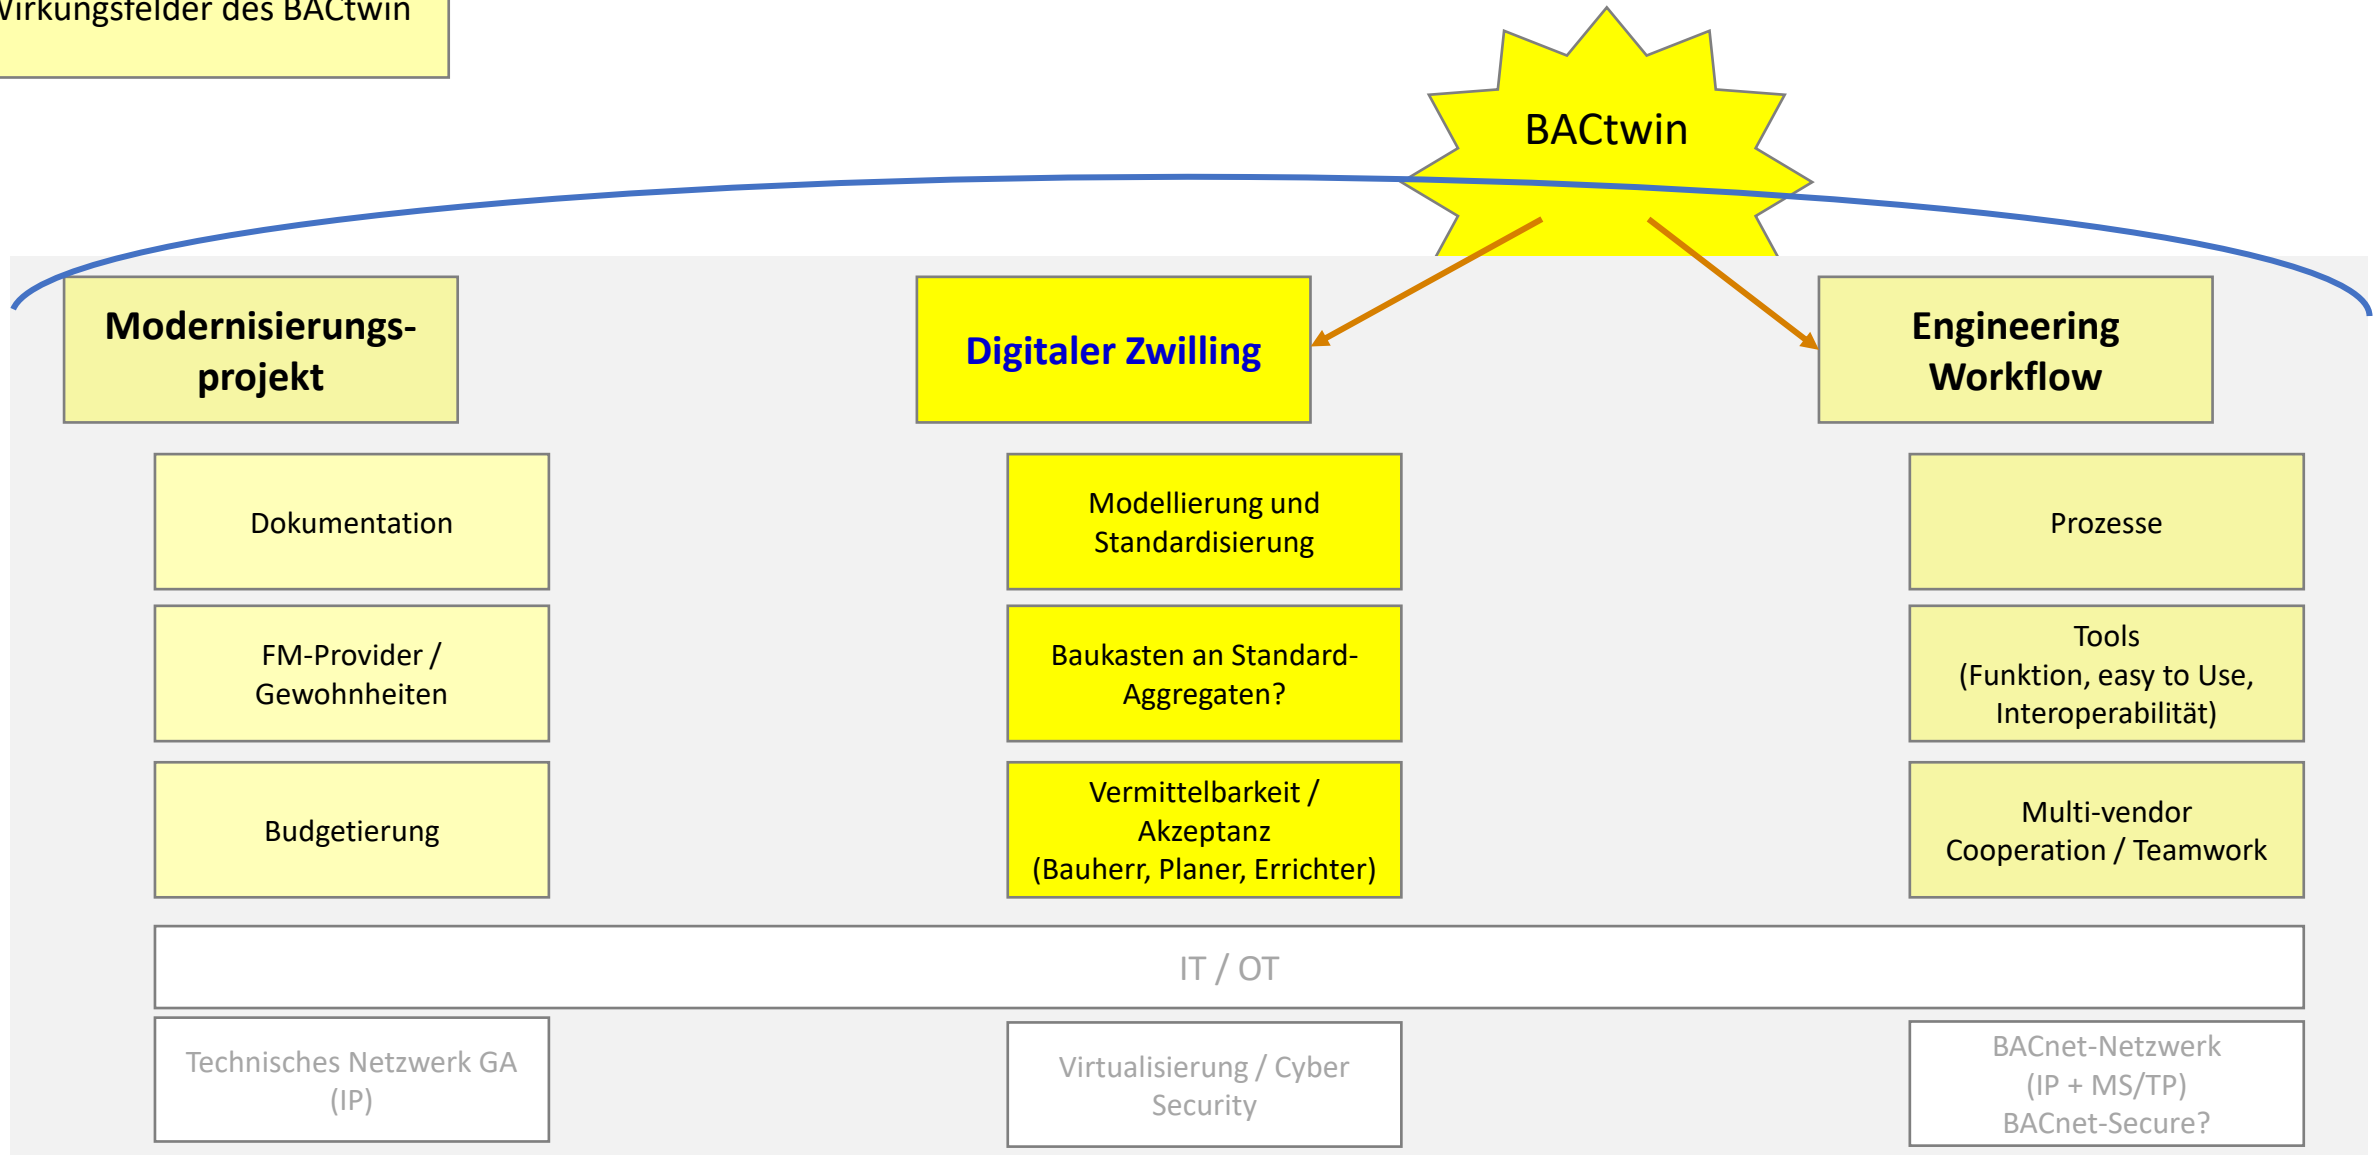 Wirkungsfelder des BACtwin
BACtwin
Modernisierungs-
projekt
Digitaler Zwilling
Engineering
Workflow
Dokumentation
Modellierung und
Standardisierung
Prozesse
FM-Provider /
Gewohnheiten
Baukasten an Standard-
Aggregaten?
Tools
(Funktion, easy to Use,
Interoperabilität)
Budgetierung
Vermittelbarkeit /
Akzeptanz
(Bauherr, Planer, Errichter)
Multi-vendor
Cooperation / Teamwork
IT / OT
Technisches Netzwerk GA
(IP)
Virtualisierung / Cyber
Security
BACnet-Netzwerk
(IP + MS/TP)
BACnet-Secure?